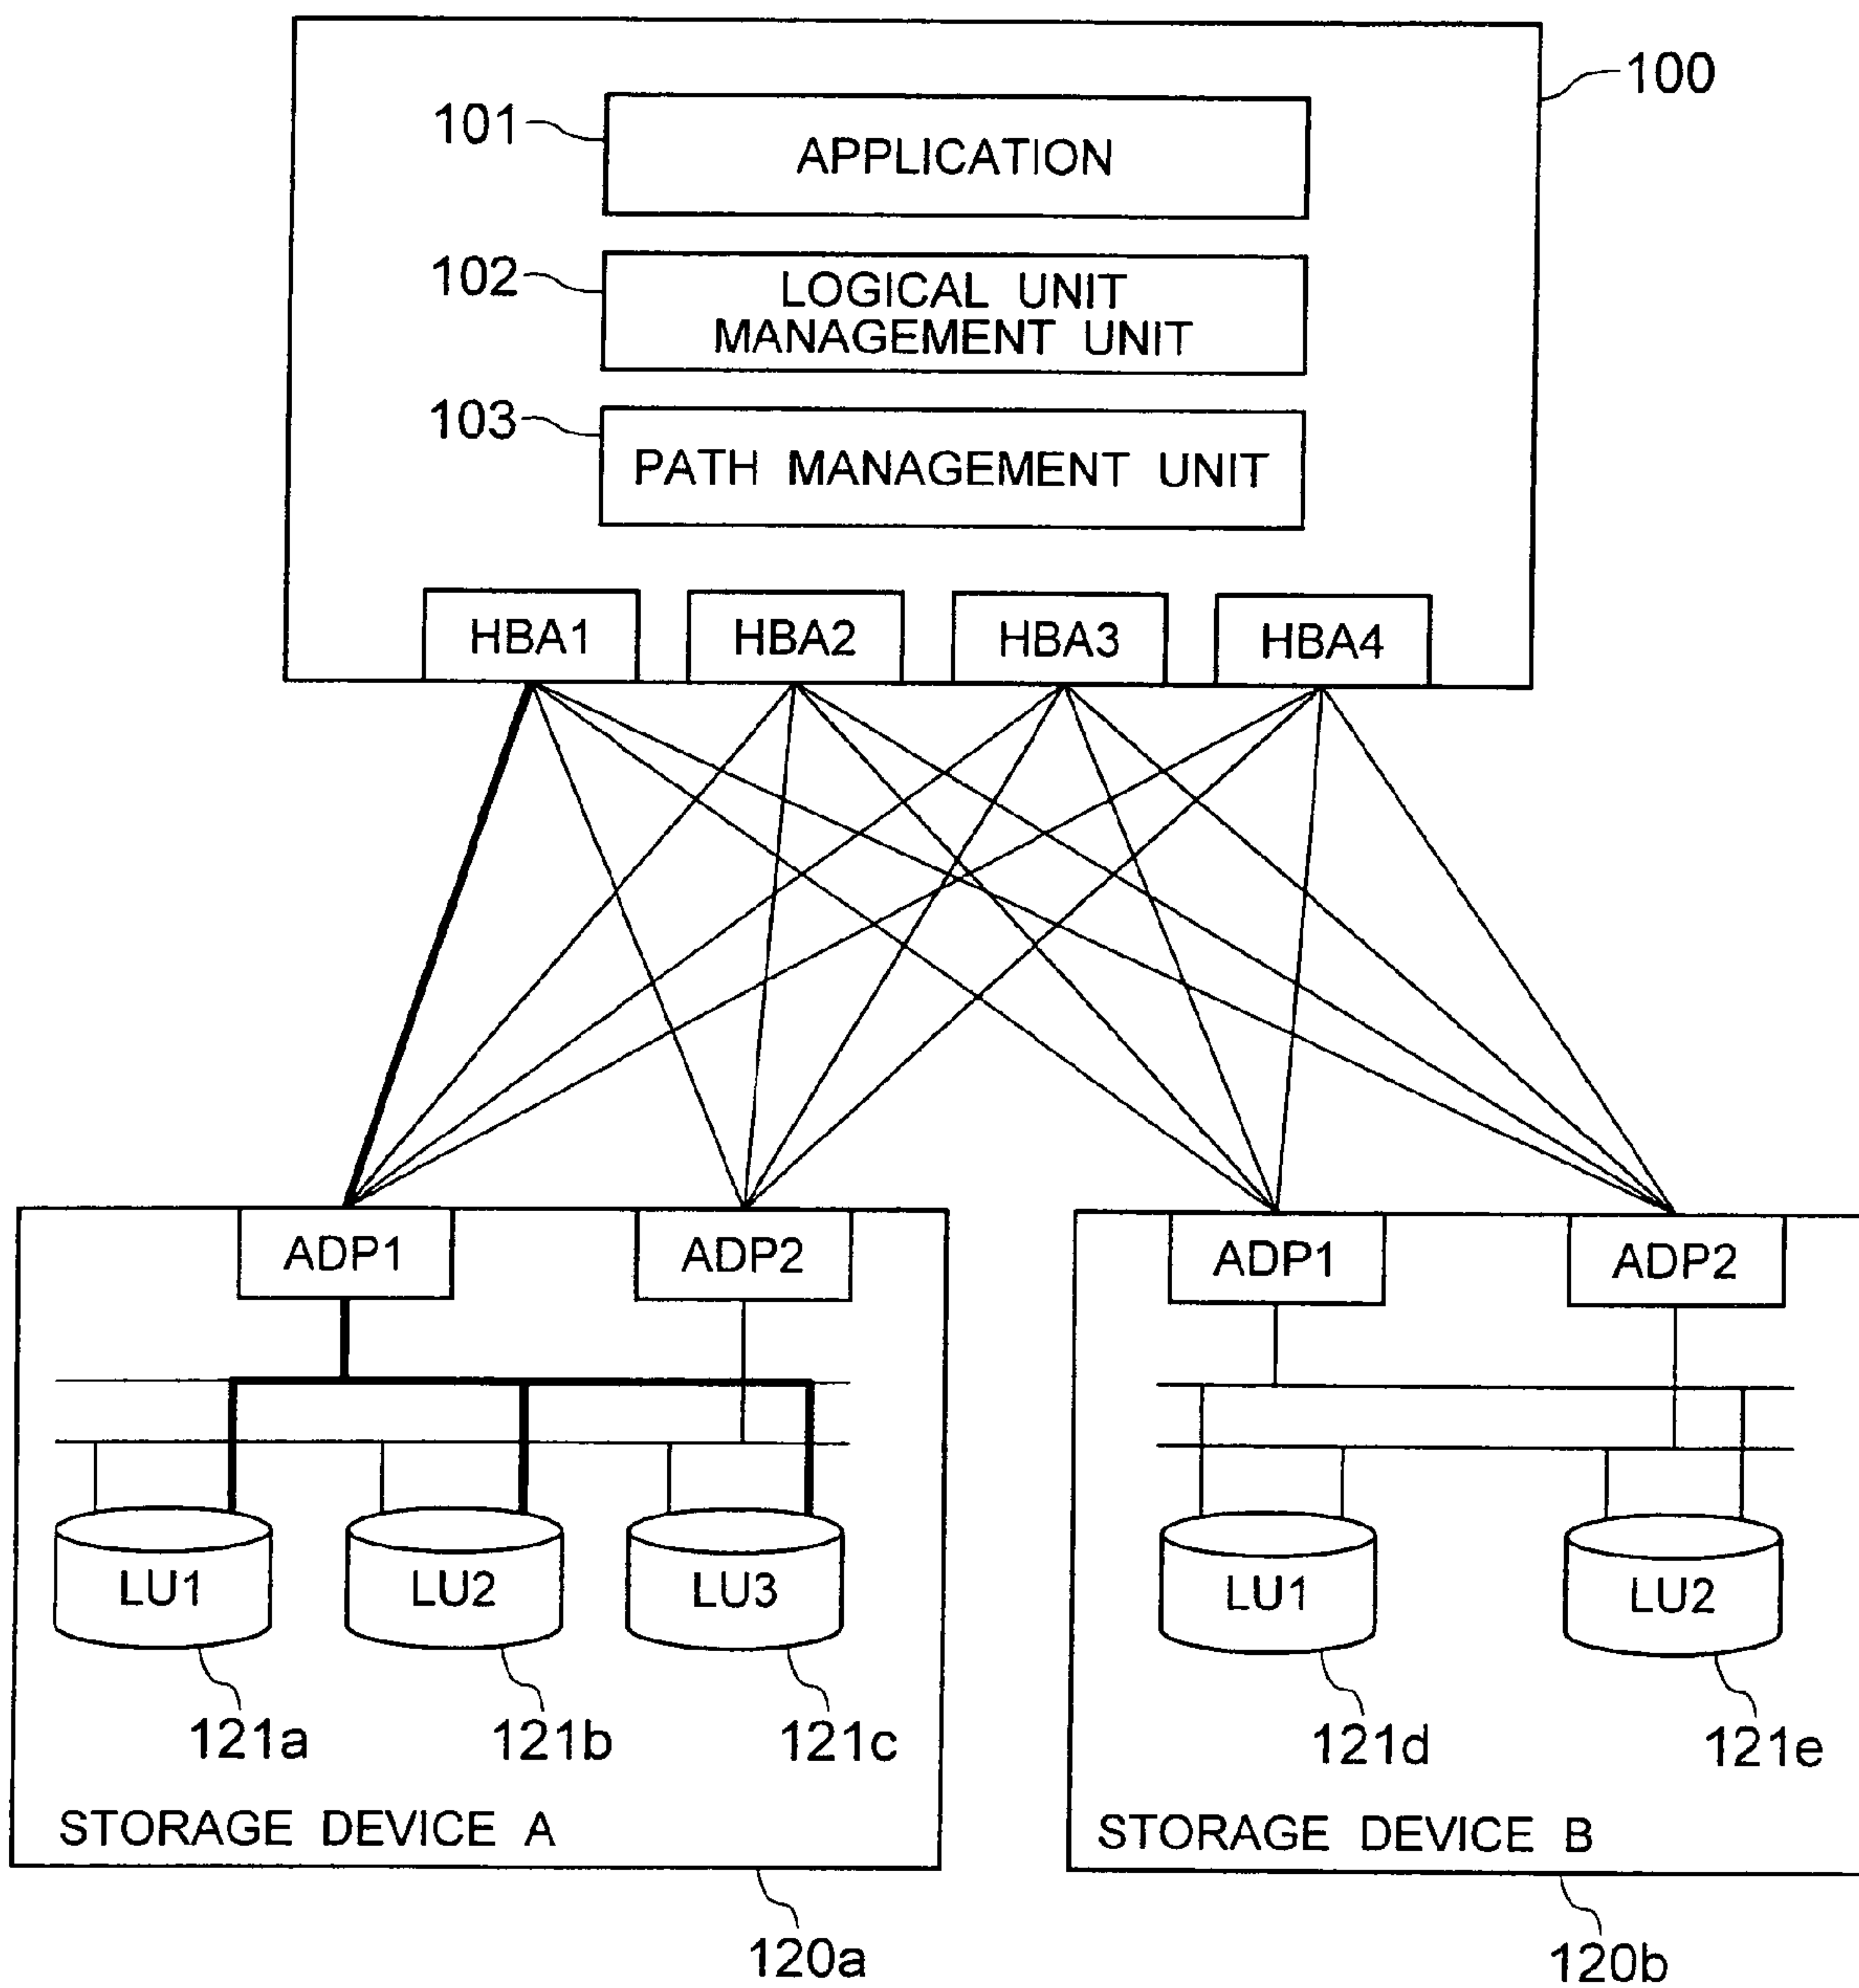 100
101
APPLICATION
102
LOGICAL UNIT
MANAGEMENT UNIT
103
PATH MANAGEMENT UNIT
HBA1
HBA2
HBA3
HBA4
ADP1
ADP2
ADP1
ADP2
LU1
LU2
LU3
LU1
LU2
121a
121b
121c
121d
121e
STORAGE DEVICE A
STORAGE DEVICE B
120a
120b